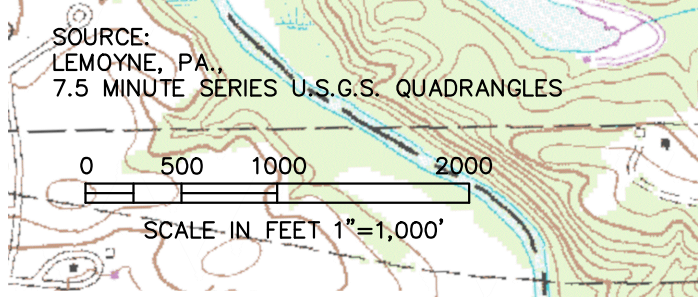 SOURCE:
LEMOYNE, PA.,
7.5 MINUTE SERIES U.S.G.S. QUADRANGLES
0 500 1000 2000
SCALE IN FEET 1"=1,000'